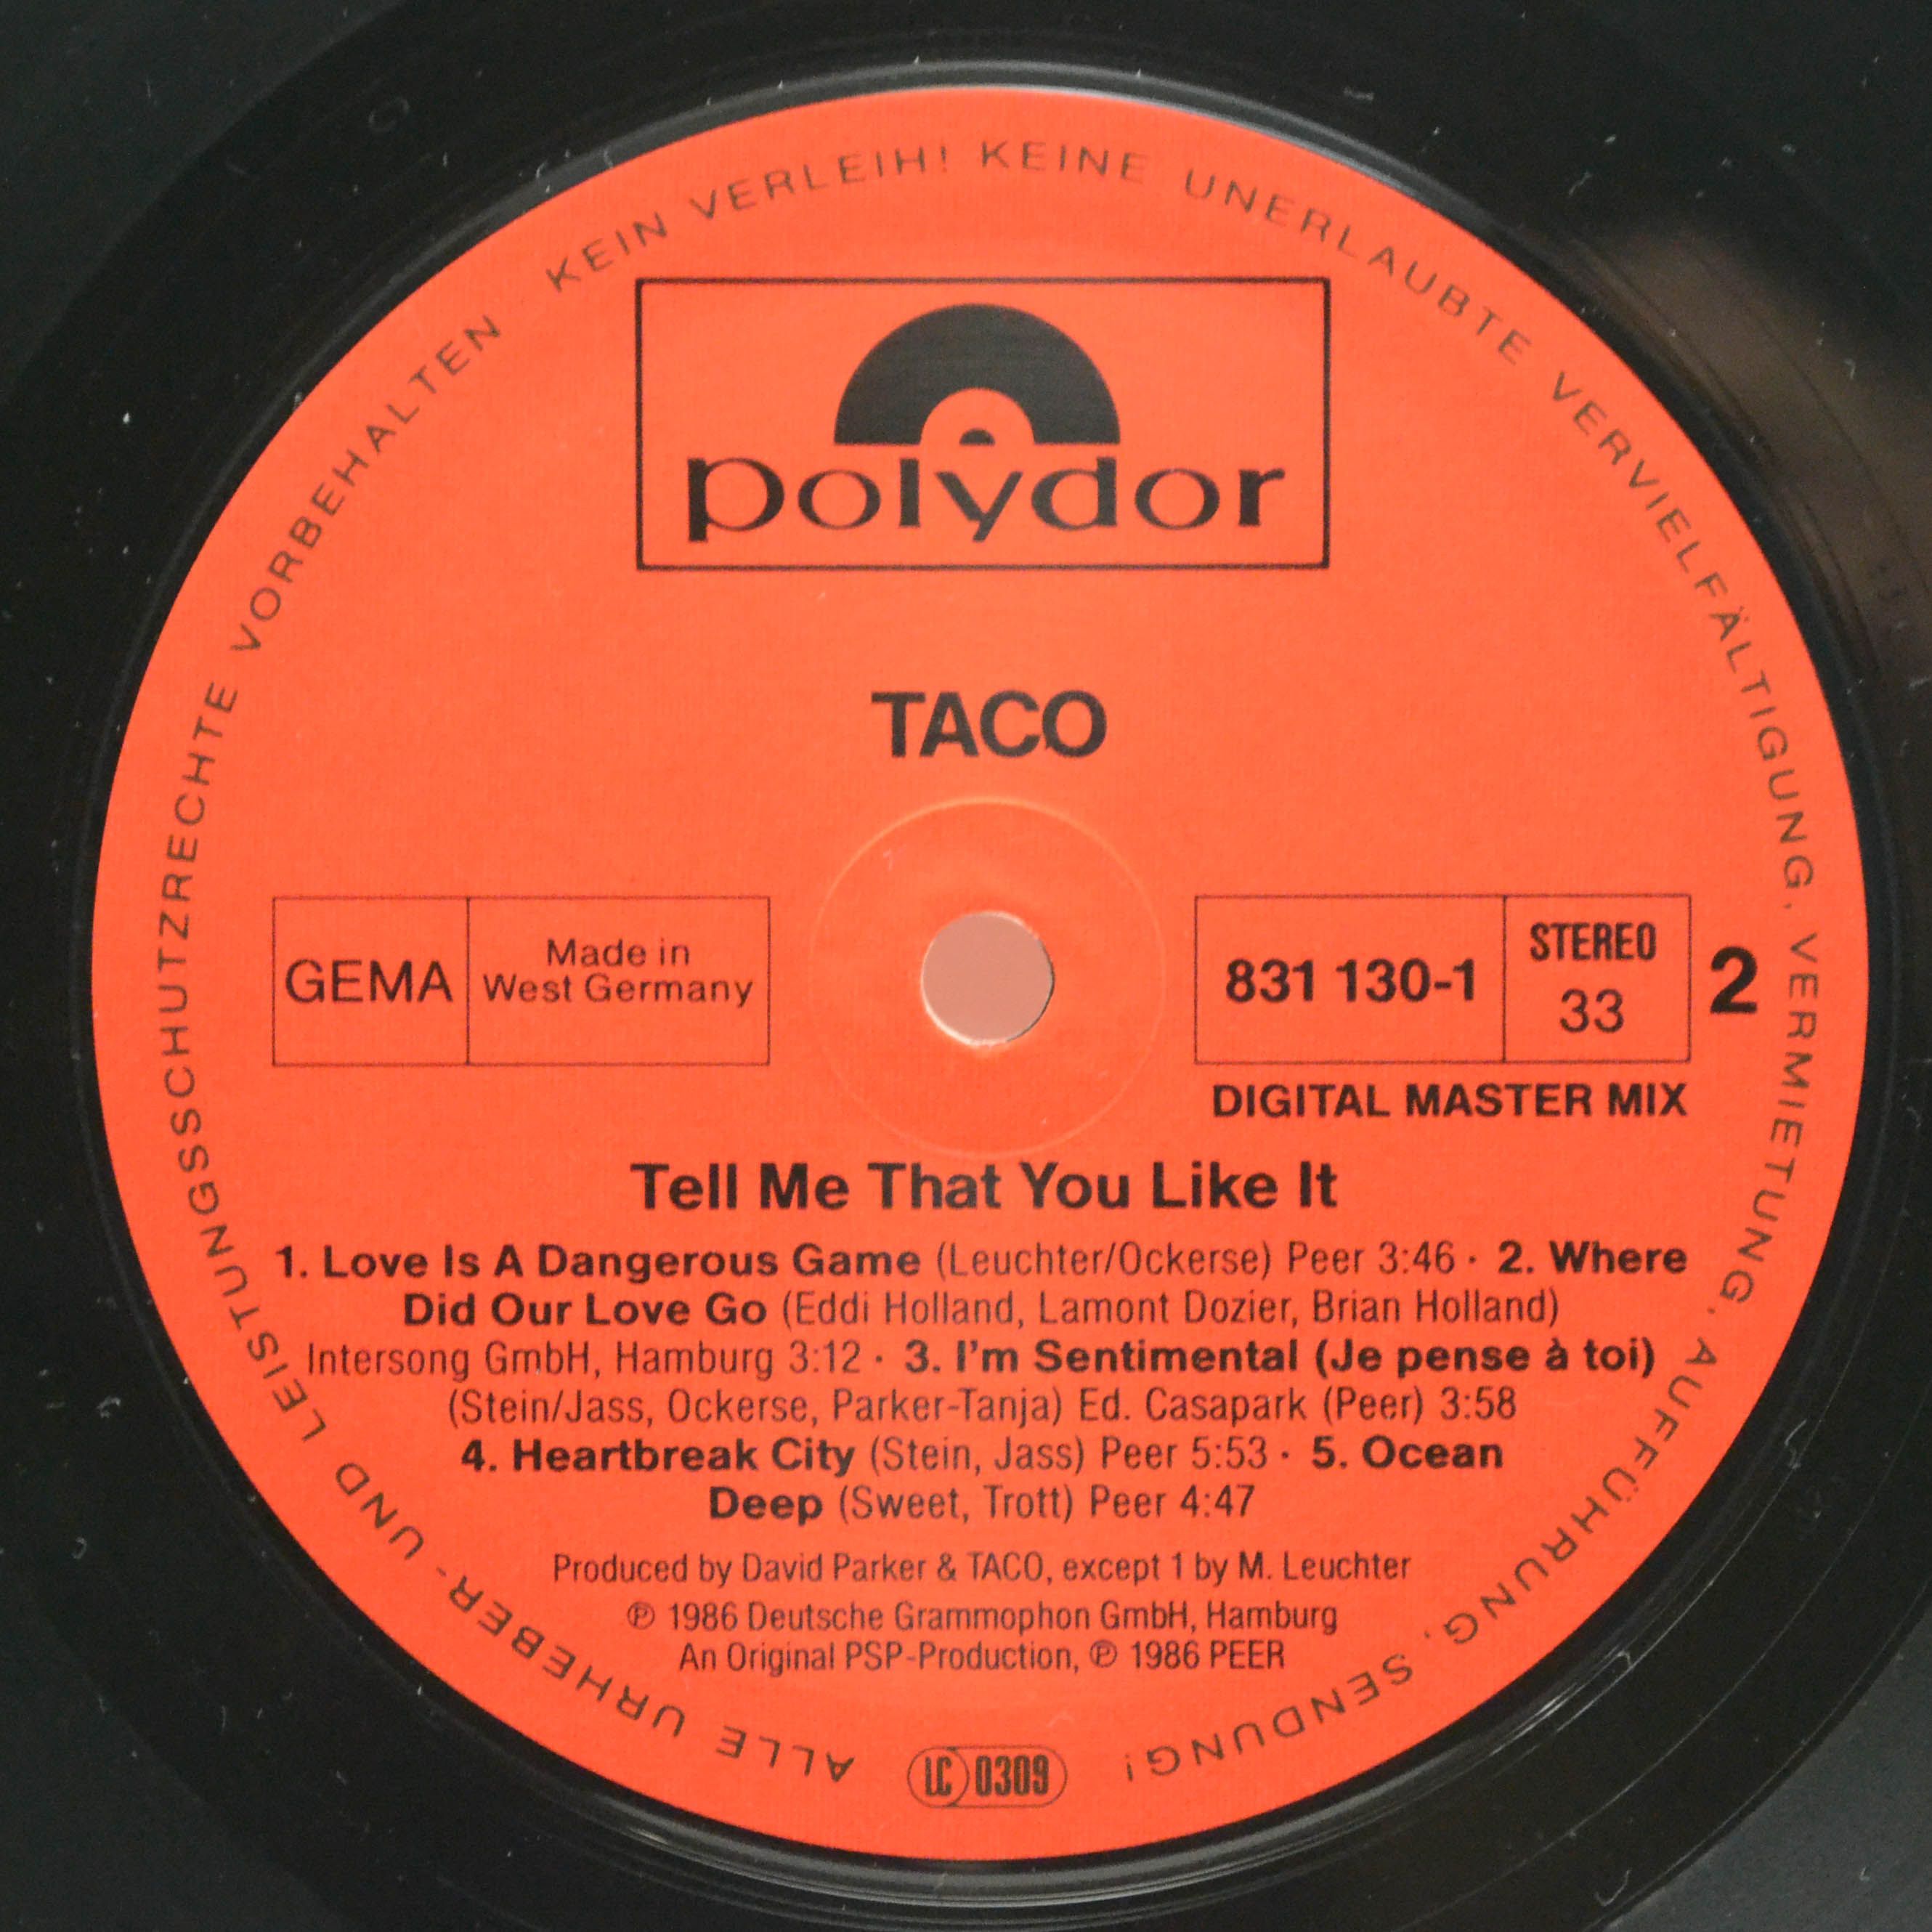 ALLE URHEBER- UND LEISTUNGSSCHUTZRECHTE VORBEHALTEN KEIN VERLEIH! KEINE UNERLAUBTE VERVIELFÄLTIGUNG, VERMIETUNG, AUFFÜHRUNG, SENDUNG!
polydor
TACO
GEMA
Made in
West Germany
831 130-1
STEREO
33
2
DIGITAL MASTER MIX
Tell Me That You Like It
1. Love Is A Dangerous Game (Leuchter/Ockerse) Peer 3:46 · 2. Where
Did Our Love Go (Eddi Holland, Lamont Dozier, Brian Holland)
Intersong GmbH, Hamburg 3:12 · 3. I'm Sentimental (Je pense à toi)
(Stein/Jass, Ockerse, Parker-Tanja) Ed. Casapark (Peer) 3:58
4. Heartbreak City (Stein, Jass) Peer 5:53 · 5. Ocean
Deep (Sweet, Trott) Peer 4:47
Produced by David Parker & TACO, except 1 by M. Leuchter
℗ 1986 Deutsche Grammophon GmbH, Hamburg
An Original PSP-Production, ℗ 1986 PEER
LC 0309